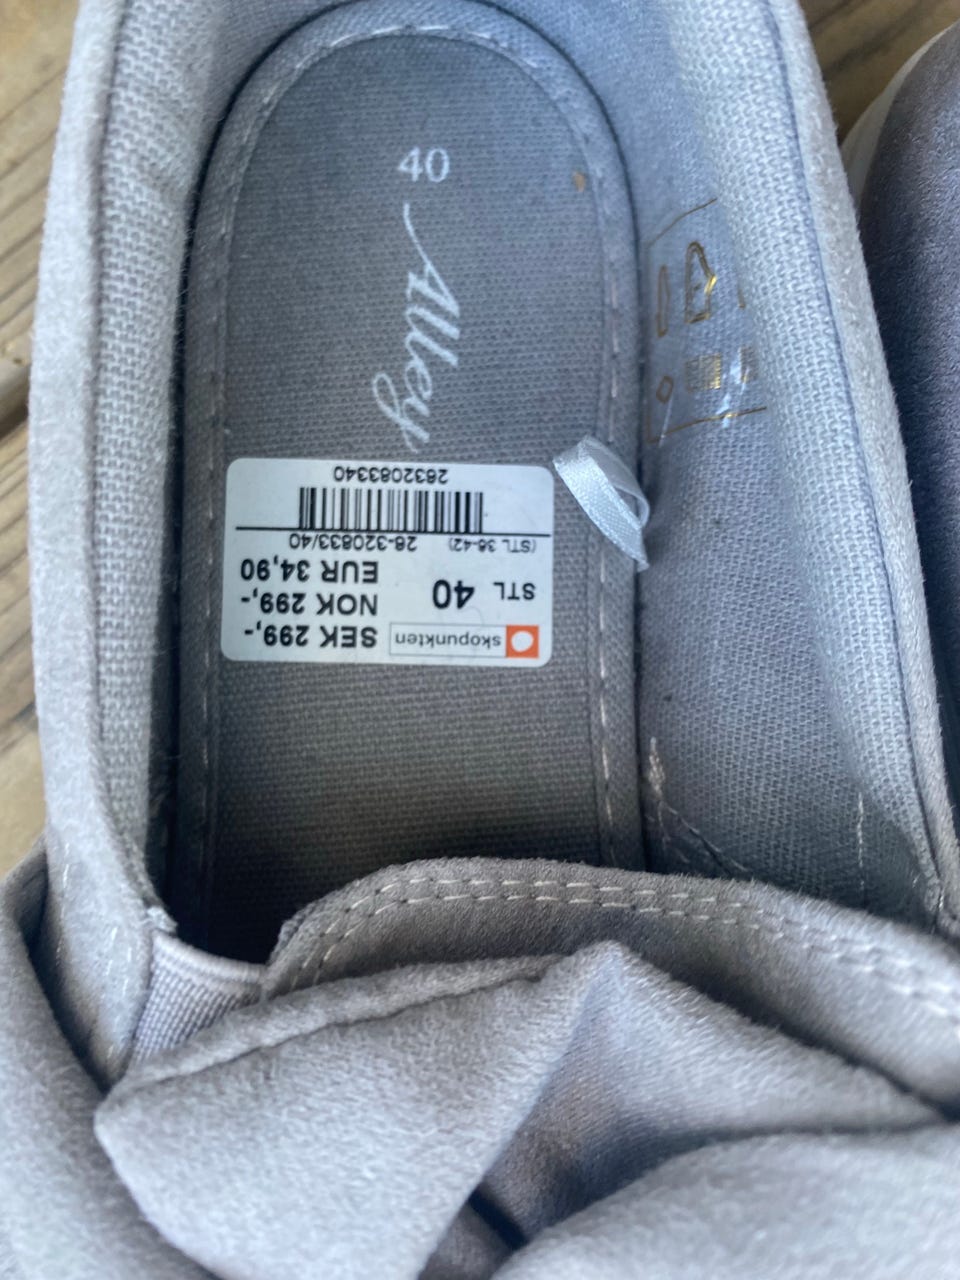 40
Alley
skopunkten
SEK 299,-
STL 40
NOK 299,-
EUR 34,90
(STL 36-42) 28-320833/40
2832083340